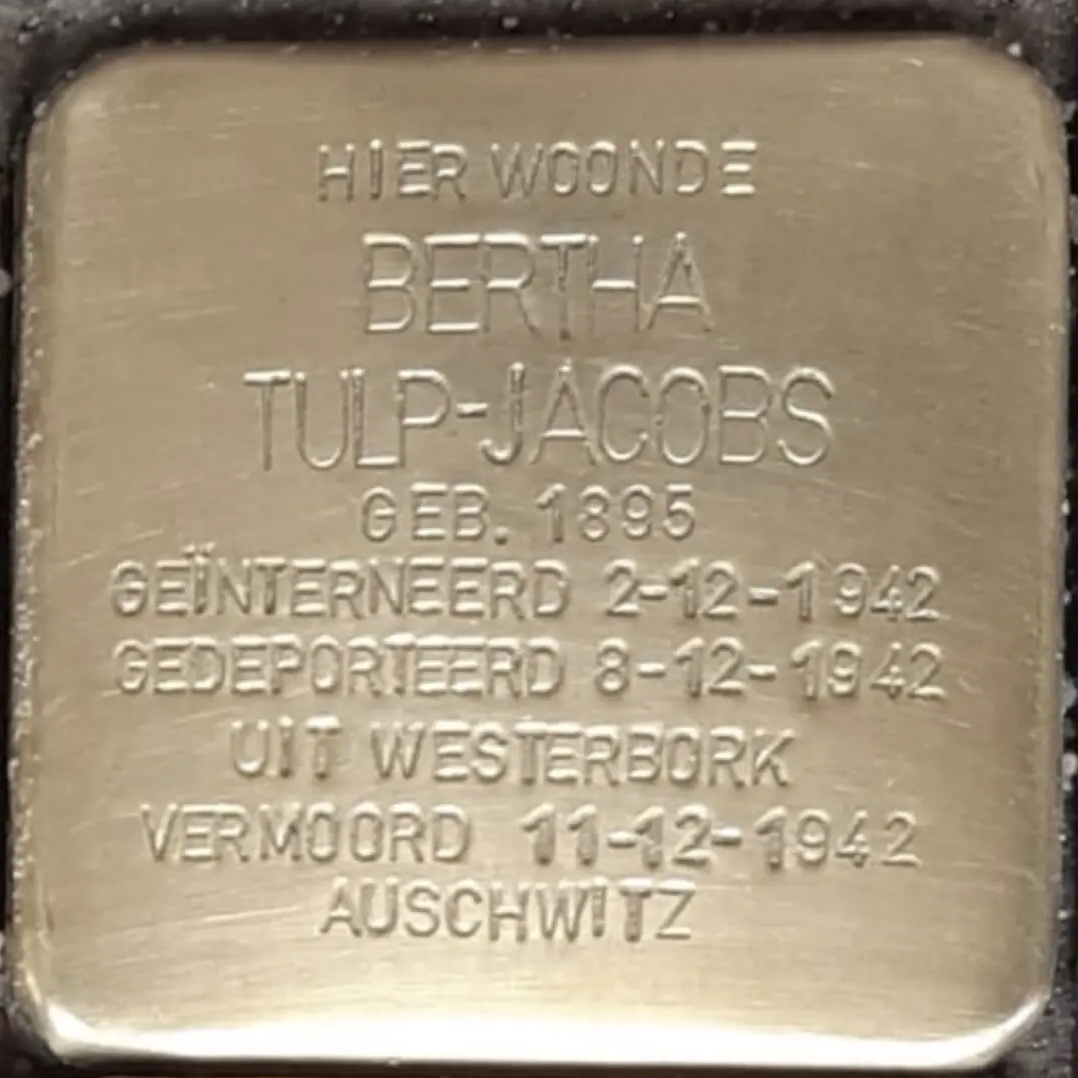 HIER WOONDE
BERTHA
TULP-JACOBS
GEB. 1895
GEÏNTERNEERD 2-12-1942
GEDEPORTEERD 8-12-1942
UIT WESTERBORK
VERMOORD 11-12-1942
AUSCHWITZ